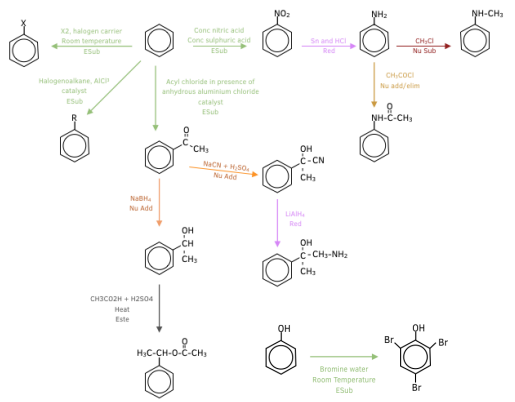 X
X2, halogen carrier
Room temperature
ESub
Conc nitric acid
Conc sulphuric acid
ESub
NO₂
Sn and HCl
Red
NH₂
CH₃Cl
Nu Sub
NH-CH₃
Halogenoalkane, AlCl³
catalyst
ESub
R
Acyl chloride in presence of
anhydrous aluminium chloride
catalyst
ESub
CH₃COCl
Nu add/elim
O
NH-C-CH₃
O
C
CH₃
NaCN + H₂SO₄
Nu Add
OH
C-CN
CH₃
NaBH₄
Nu Add
LiAlH₄
Red
OH
CH
CH₃
OH
C-CH₂-NH₂
CH₃
CH3CO2H + H2SO4
Heat
Este
O
H₃C-CH-O-C-CH₃
OH
Bromine water
Room Temperature
ESub
OH
Br
Br
Br